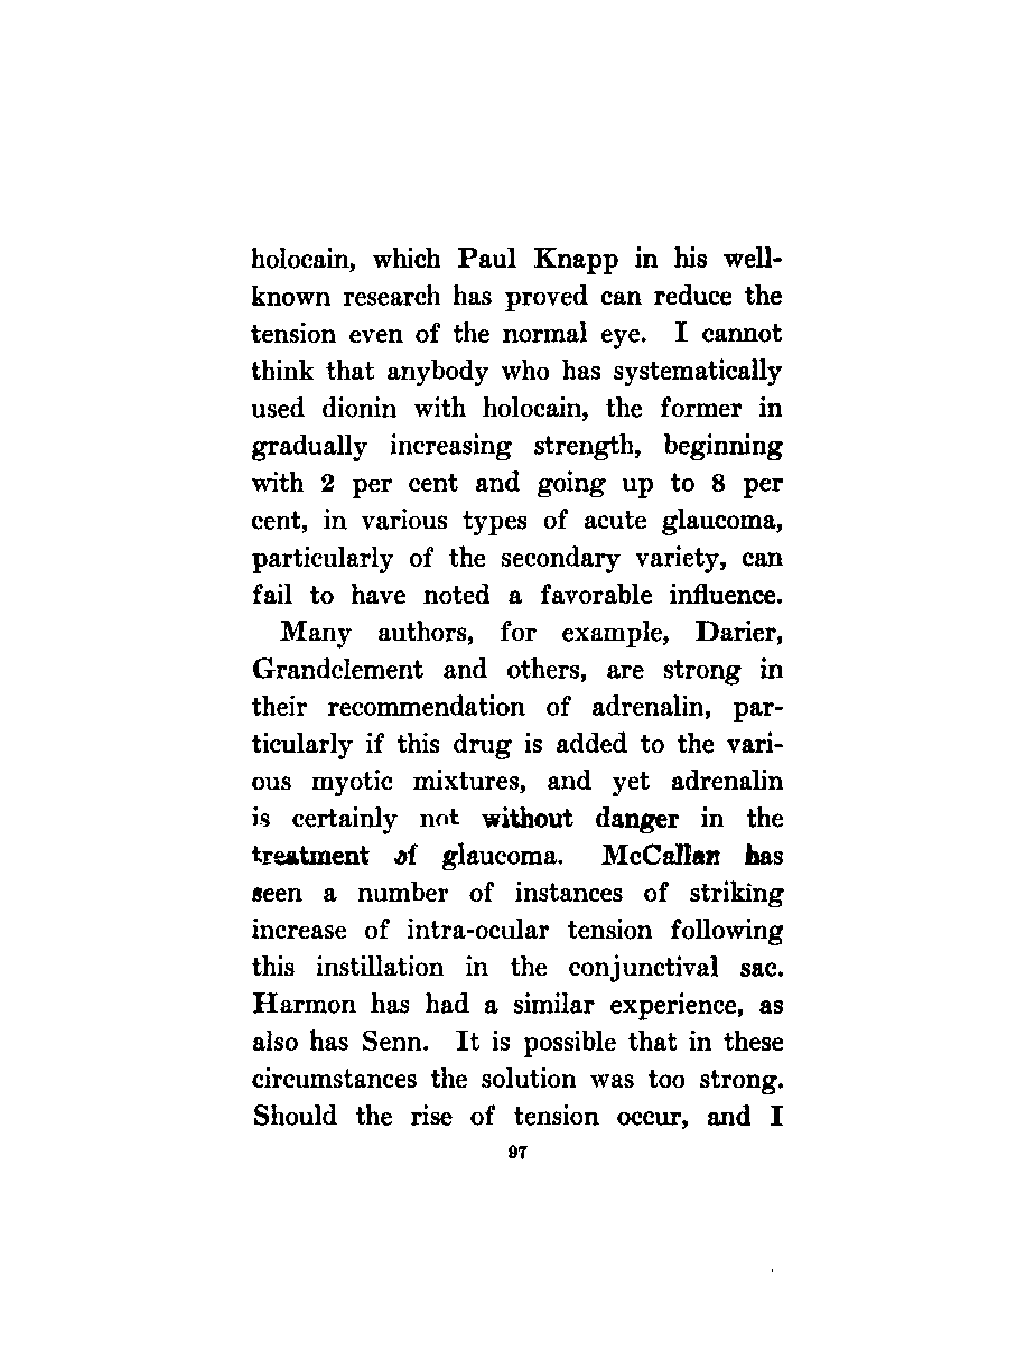 holocain, which Paul Knapp in his well-
known research has proved can reduce the
tension even of the normal eye. I cannot
think that anybody who has systematically
used dionin with holocain, the former in
gradually increasing strength, beginning
with 2 per cent and going up to 8 per
cent, in various types of acute glaucoma,
particularly of the secondary variety, can
fail to have noted a favorable influence.
Many authors, for example, Darier,
Grandclement and others, are strong in
their recommendation of adrenalin, par-
ticularly if this drug is added to the vari-
ous myotic mixtures, and yet adrenalin
is certainly not without danger in the
treatment of glaucoma. McCallan has
seen a number of instances of striking
increase of intra-ocular tension following
this instillation in the conjunctival sac.
Harmon has had a similar experience, as
also has Senn. It is possible that in these
circumstances the solution was too strong.
Should the rise of tension occur, and I
97